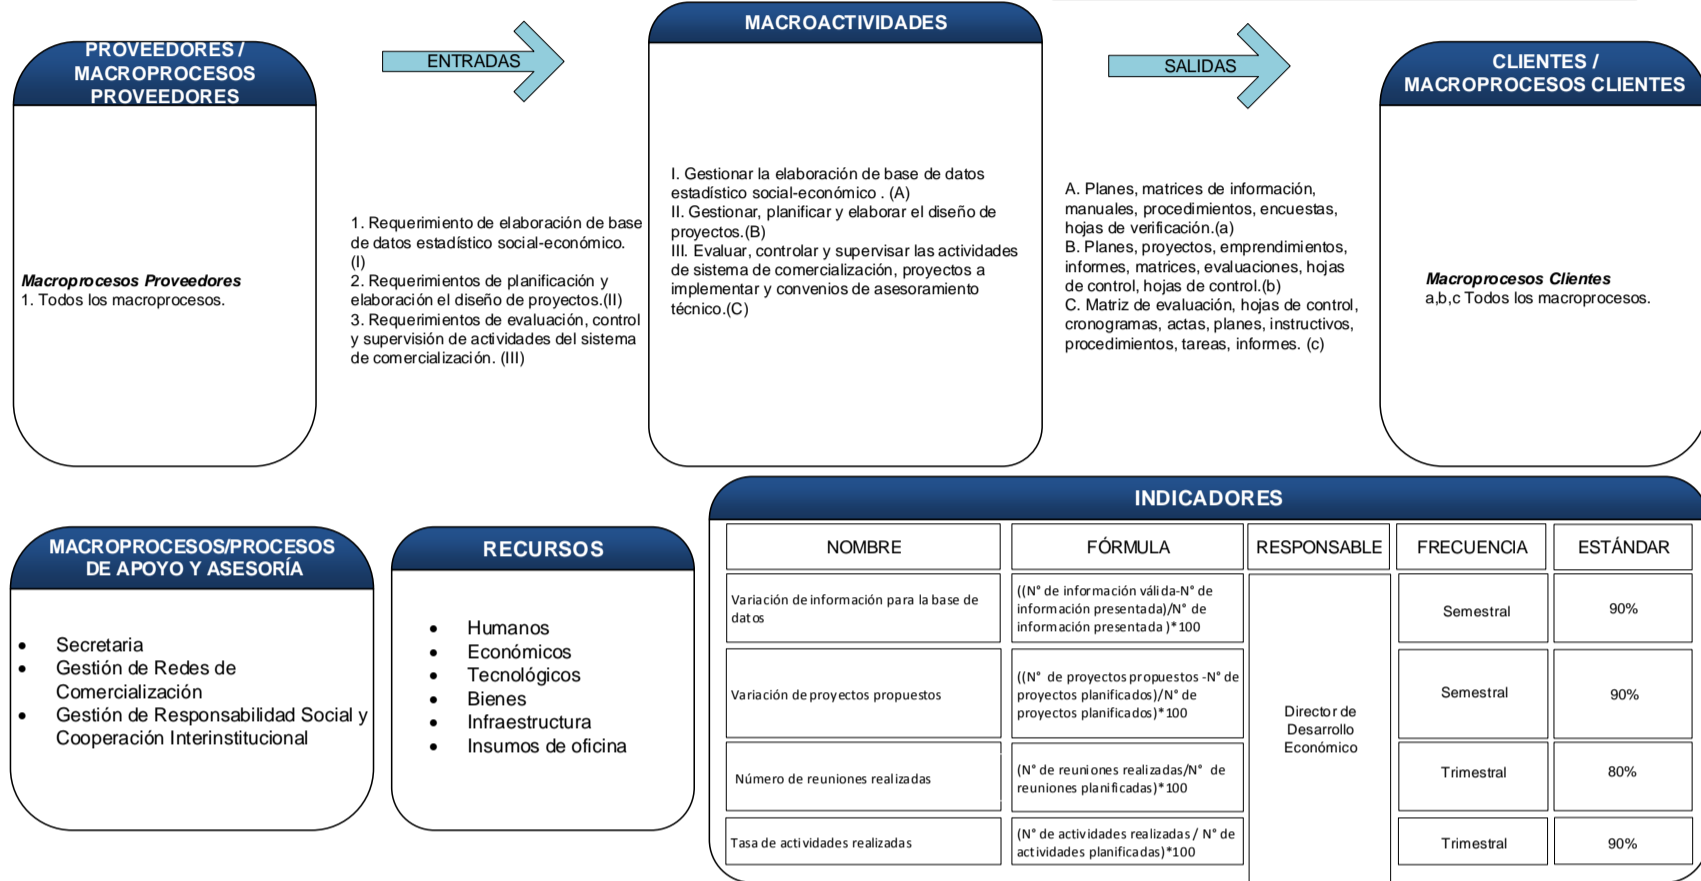 PROVEEDORES /
MACROPROCESOS
PROVEEDORES
Macroprocesos Proveedores
1. Todos los macroprocesos.
ENTRADAS
1. Requerimiento de elaboración de base
de datos estadístico social-económico.
(I)
2. Requerimientos de planificación y
elaboración el diseño de proyectos.(II)
3. Requerimientos de evaluación, control
y supervisión de actividades del sistema
de comercialización. (III)
MACROACTIVIDADES
I. Gestionar la elaboración de base de datos
estadístico social-económico . (A)
II. Gestionar, planificar y elaborar el diseño de
proyectos.(B)
III. Evaluar, controlar y supervisar las actividades
de sistema de comercialización, proyectos a
implementar y convenios de asesoramiento
técnico.(C)
SALIDAS
A. Planes, matrices de información,
manuales, procedimientos, encuestas,
hojas de verificación.(a)
B. Planes, proyectos, emprendimientos,
informes, matrices, evaluaciones, hojas
de control, hojas de control.(b)
C. Matriz de evaluación, hojas de control,
cronogramas, actas, planes, instructivos,
procedimientos, tareas, informes. (c)
CLIENTES /
MACROPROCESOS CLIENTES
Macroprocesos Clientes
a,b,c Todos los macroprocesos.
MACROPROCESOS/PROCESOS
DE APOYO Y ASESORÍA
• Secretaria
• Gestión de Redes de
Comercialización
• Gestión de Responsabilidad Social y
Cooperación Interinstitucional
RECURSOS
• Humanos
• Económicos
• Tecnológicos
• Bienes
• Infraestructura
• Insumos de oficina
INDICADORES
NOMBRE
FÓRMULA
RESPONSABLE
FRECUENCIA
ESTÁNDAR
Variación de información para la base de
datos
((N° de información válida-N° de
información presentada)/N° de
información presentada )*100
Semestral
90%
Variación de proyectos propuestos
((N° de proyectos propuestos -N° de
proyectos planificados)/N° de
proyectos planificados)*100
Director de
Desarrollo
Económico
Semestral
90%
Número de reuniones realizadas
(N° de reuniones realizadas/N° de
reuniones planificadas)*100
Trimestral
80%
Tasa de actividades realizadas
(N° de actividades realizadas / N° de
actividades planificadas)*100
Trimestral
90%